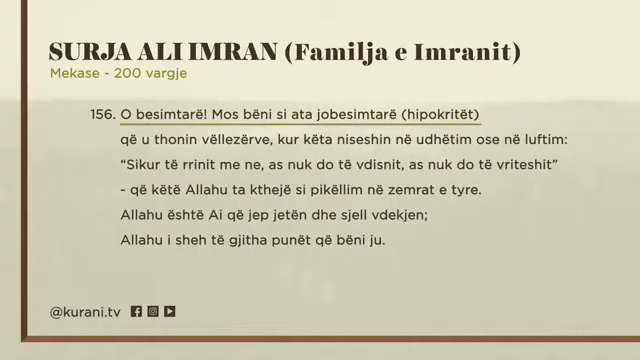 SURJA ALI IMRAN (Familja e Imranit)
Mekase - 200 vargje
156. O besimtarë! Mos bëni si ata jobesimtarë (hipokritët)
që u thonin vëllezërve, kur këta niseshin në udhëtim ose në luftim:
“Sikur të rrinit me ne, as nuk do të vdisnit, as nuk do të vriteshit”
- që këtë Allahu ta kthejë si pikëllim në zemrat e tyre.
Allahu është Ai që jep jetën dhe sjell vdekjen;
Allahu i sheh të gjitha punët që bëni ju.
@kurani.tv